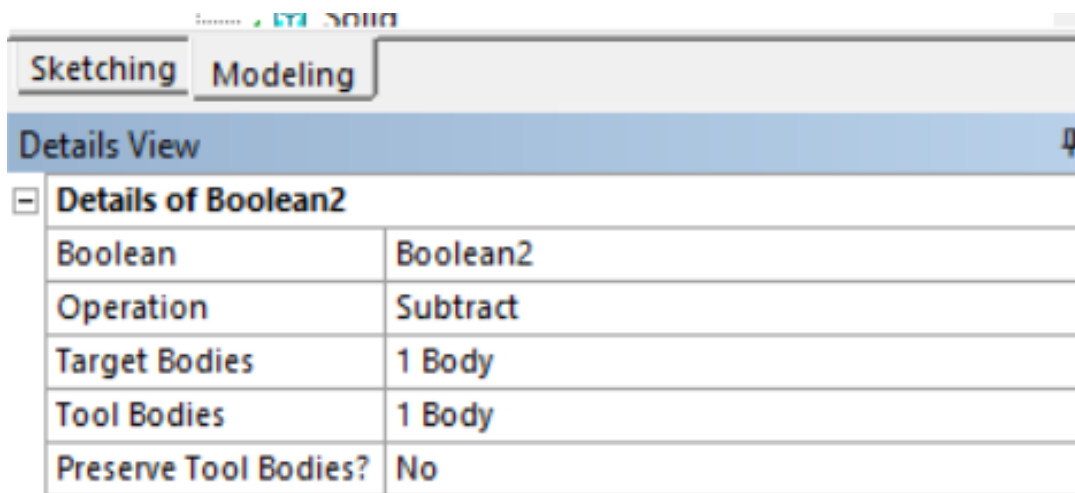 Solid
Sketching Modeling
Details View
Details of Boolean2
Boolean Boolean2
Operation Subtract
Target Bodies 1 Body
Tool Bodies 1 Body
Preserve Tool Bodies? No